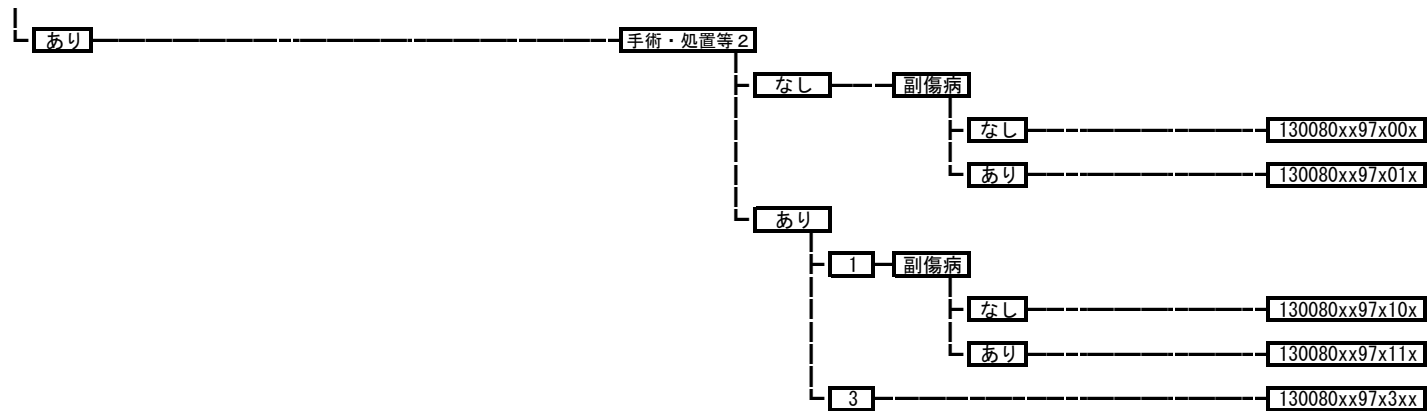 あり 手術・処置等２
なし 副傷病
なし 130080xx97x00x
あり 130080xx97x01x
あり
1 副傷病
なし 130080xx97x10x
あり 130080xx97x11x
3 130080xx97x3xx